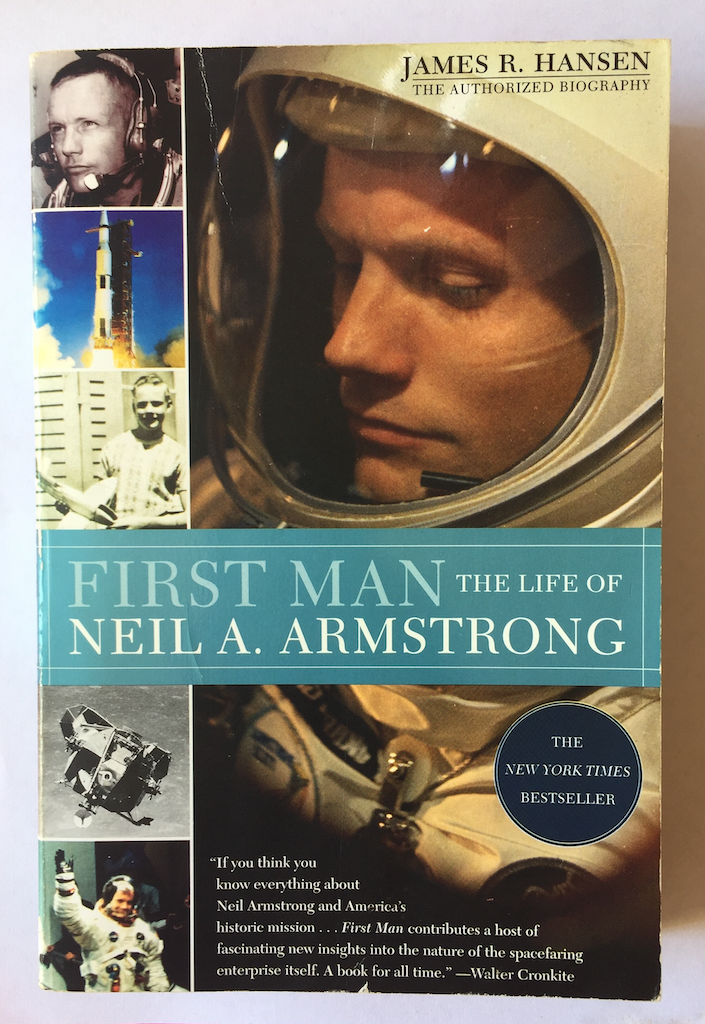 JAMES R. HANSEN
THE AUTHORIZED BIOGRAPHY
FIRST MAN THE LIFE OF
NEIL A. ARMSTRONG
THE
NEW YORK TIMES
BESTSELLER
“If you think you
know everything about
Neil Armstrong and America’s
historic mission . . . First Man contributes a host of
fascinating new insights into the nature of the spacefaring
enterprise itself. A book for all time.” —Walter Cronkite